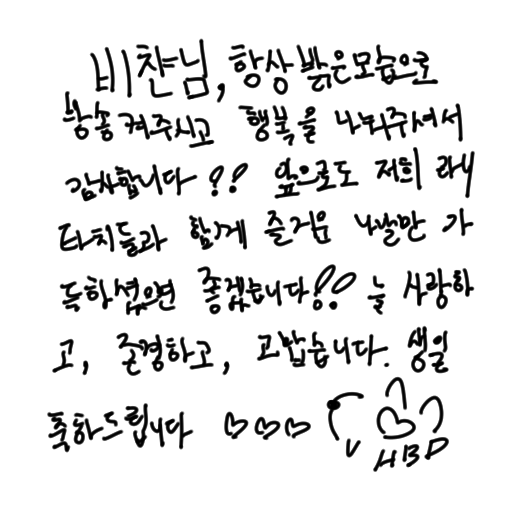 비챤님, 항상 밝은모습으로
방송 켜주시고 행복을 나눠주셔서
감사합니다!! 앞으로도 저희 라니
타치들과 함께 즐거운 나날만 가
득하셨으면 좋겠습니다!! 늘 사랑하
고, 존경하고, 고맙습니다. 생일
축하드립니다 ♡♡♡
HBD